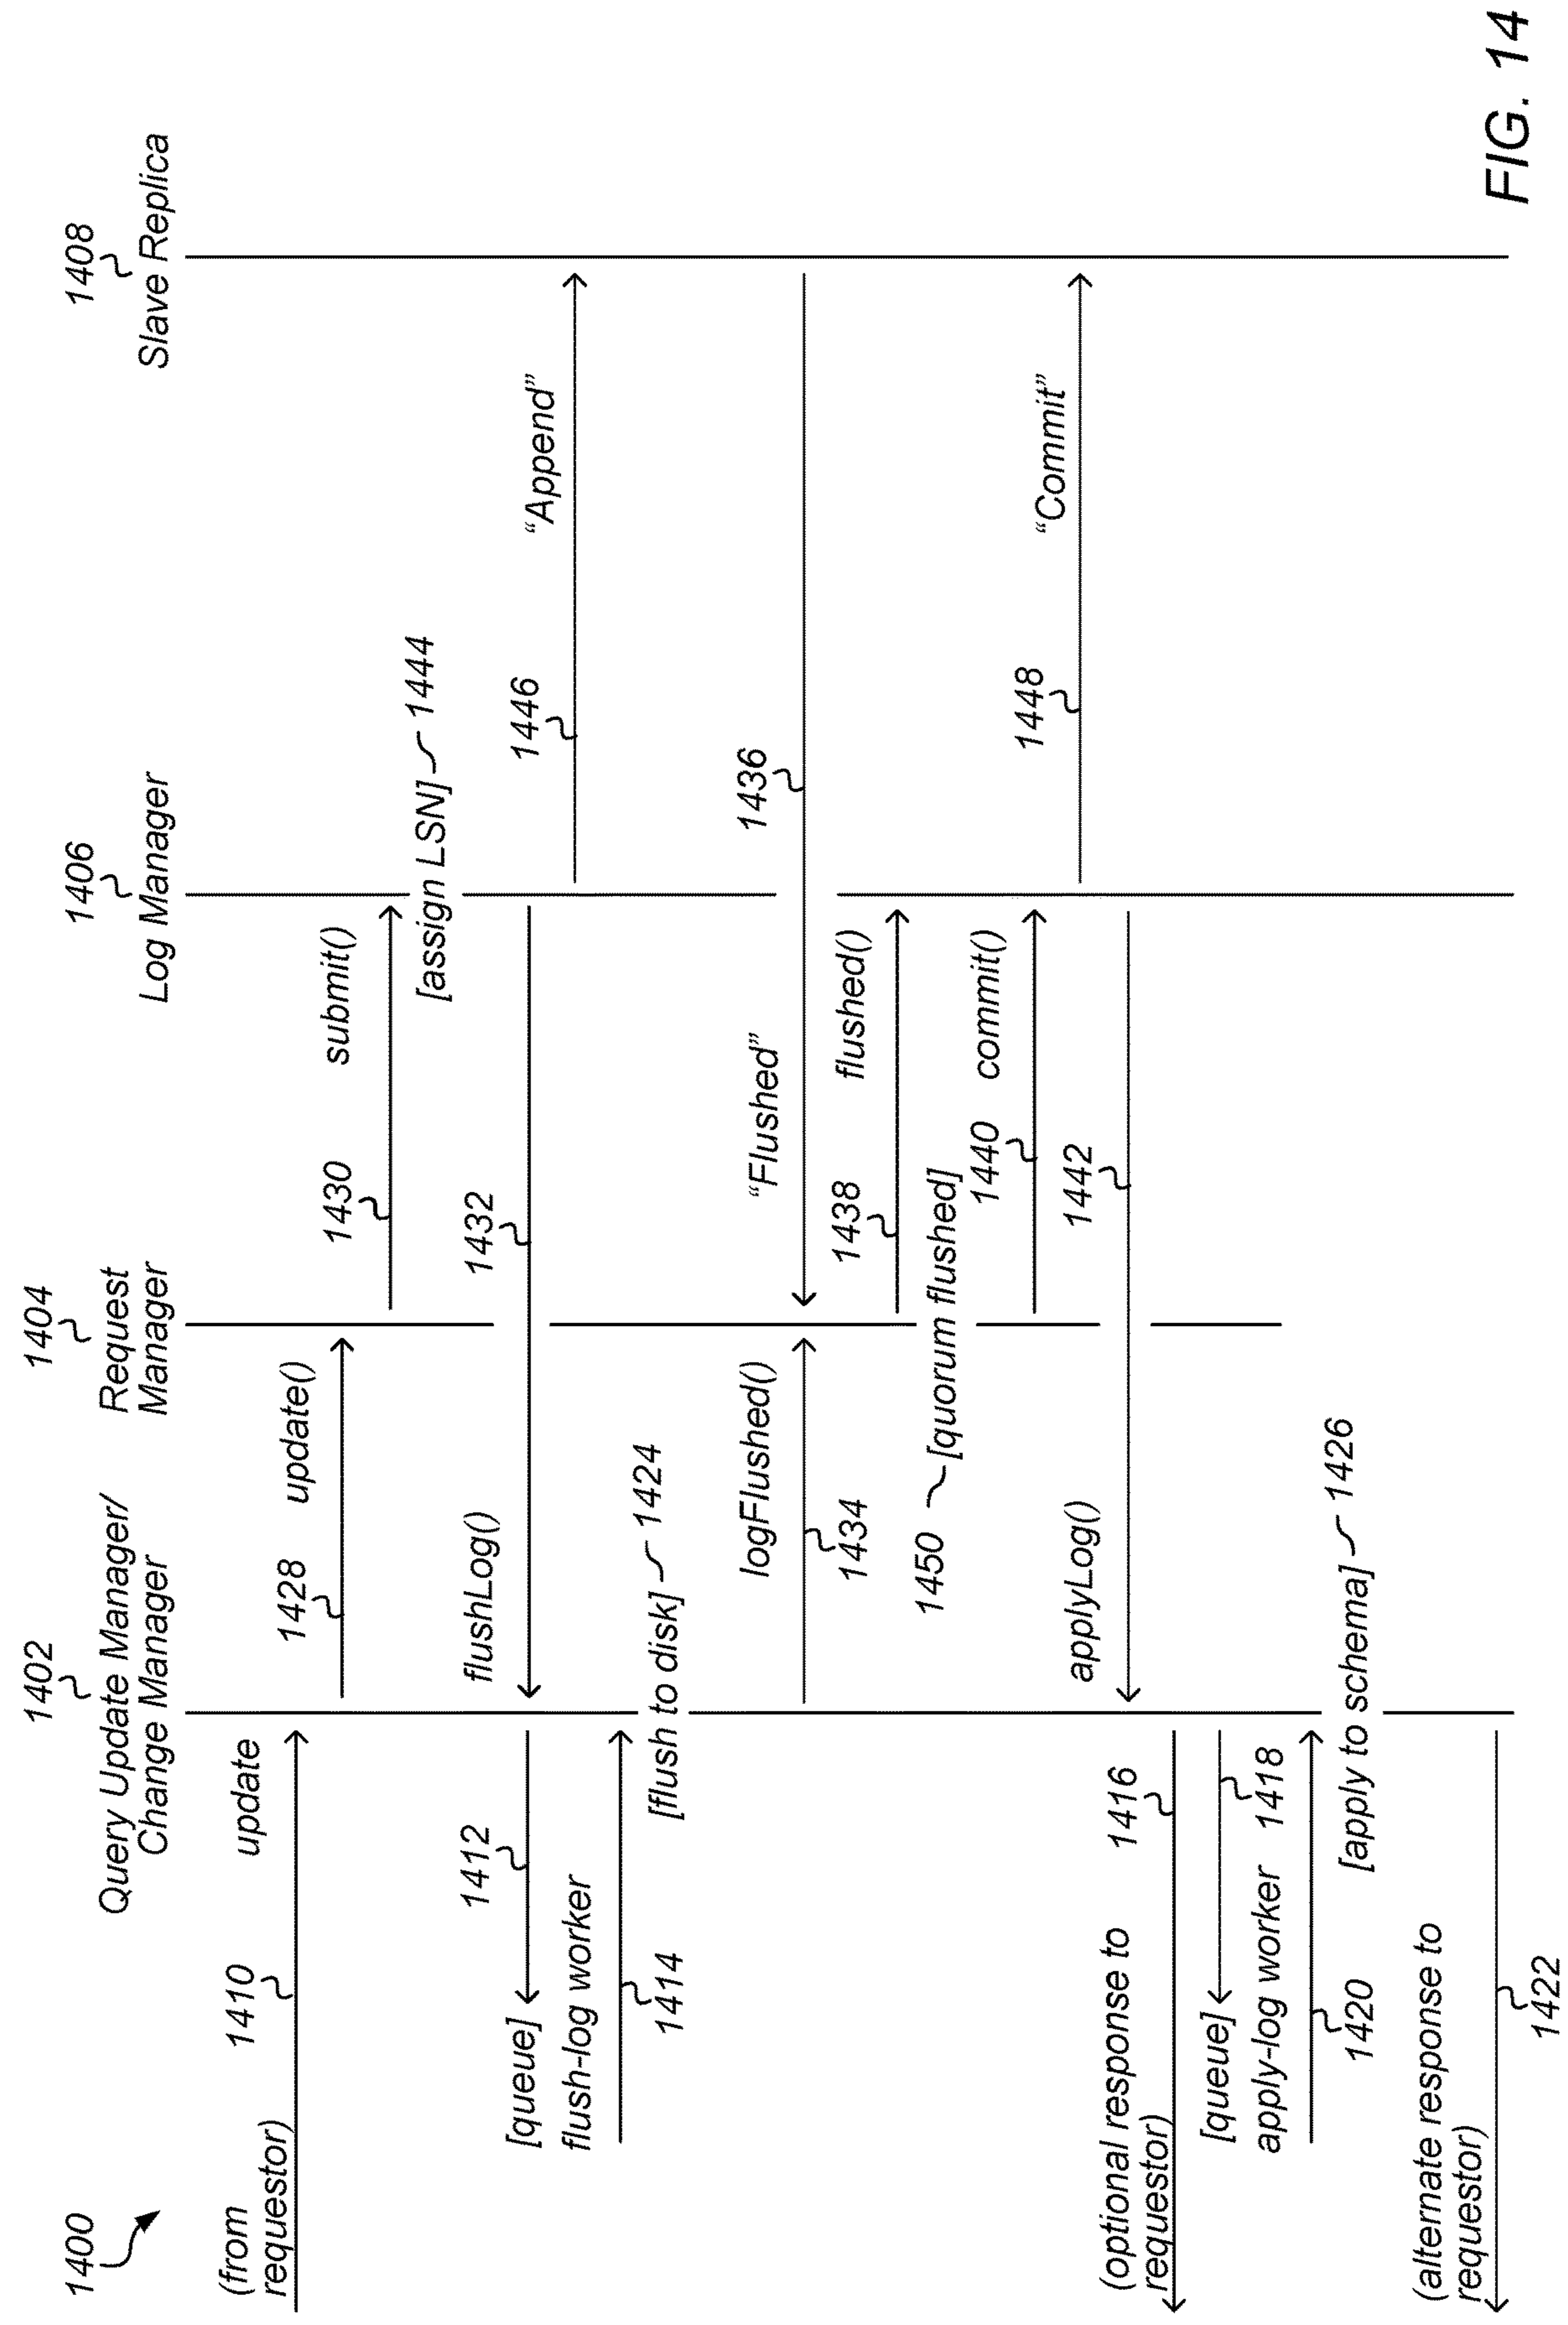 1400
1402
Query Update Manager/
Change Manager
1404
Request
Manager
1406
Log Manager
1408
Slave Replica
(from
requestor)
1410
update
1428
update()
1430
submit()
[assign LSN]
1444
flushLog()
1432
1412
[queue]
1446
"Append"
flush-log worker
1414
[flush to disk]
1424
logFlushed()
1434
"Flushed"
1436
1438
flushed()
1450
[quorum flushed]
1440
commit()
1448
"Commit"
applyLog()
1442
(optional response to
requestor)
1416
[queue]
1418
apply-log worker
1420
[apply to schema]
1426
(alternate response to
requestor)
1422
FIG. 14